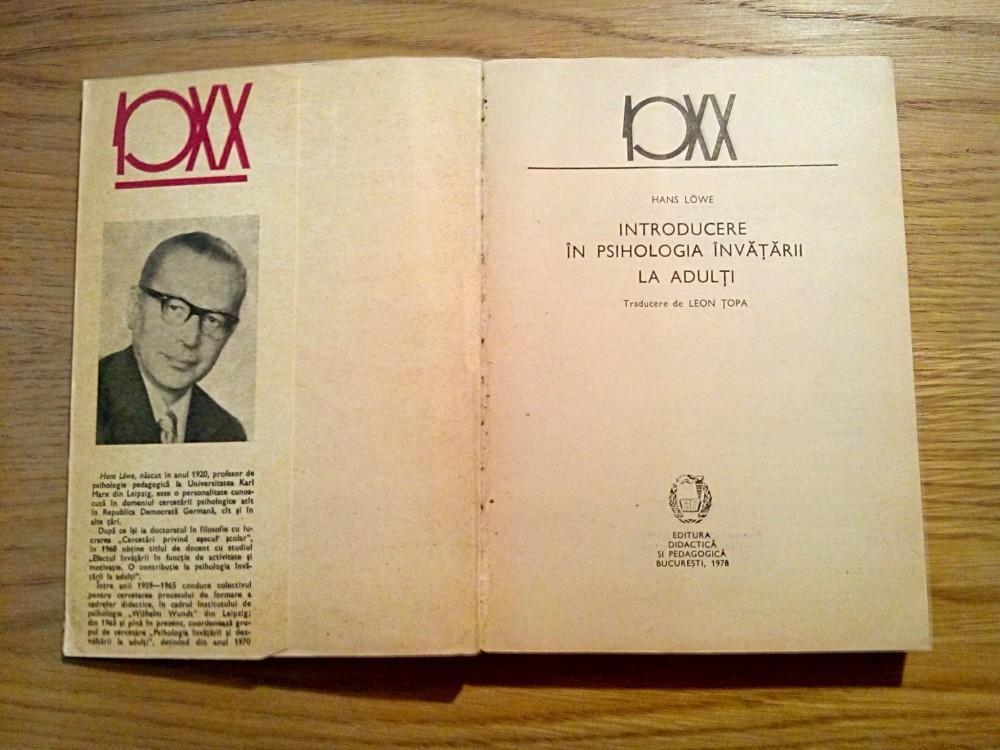 Hans Löwe, născut în anul 1920, profesor de
psihologie pedagogică la Universitatea Karl
Marx din Leipzig, este o personalitate cunos-
cută în domeniul cercetării psihologice atît
în Republica Democrată Germană, cît și în
alte țări.
După ce își ia doctoratul în filosofie cu lu-
crarea „Cercetări privind eșecul școlar”,
în 1968 obține titlul de docent cu studiul
„Efectul învățării în funcție de activitate și
motivație. O contribuție la psihologia învă-
țării la adulți”.
Între anii 1959—1965 conduce colectivul
pentru cercetarea procesului de formare a
cadrelor didactice, în cadrul Institutului de
psihologie „Wilhelm Wundt” din Leipzig;
din 1965 și pînă în prezent, coordonează gru-
pul de cercetare „Psihologia învățării și dez-
voltării la adulți”, deținînd din anul 1970
HANS LÖWE
INTRODUCERE
ÎN PSIHOLOGIA ÎNVĂȚĂRII
LA ADULȚI
Traducere de LEON ȚOPA
EDITURA
DIDACTICĂ
ȘI PEDAGOGICĂ
BUCUREȘTI, 1978